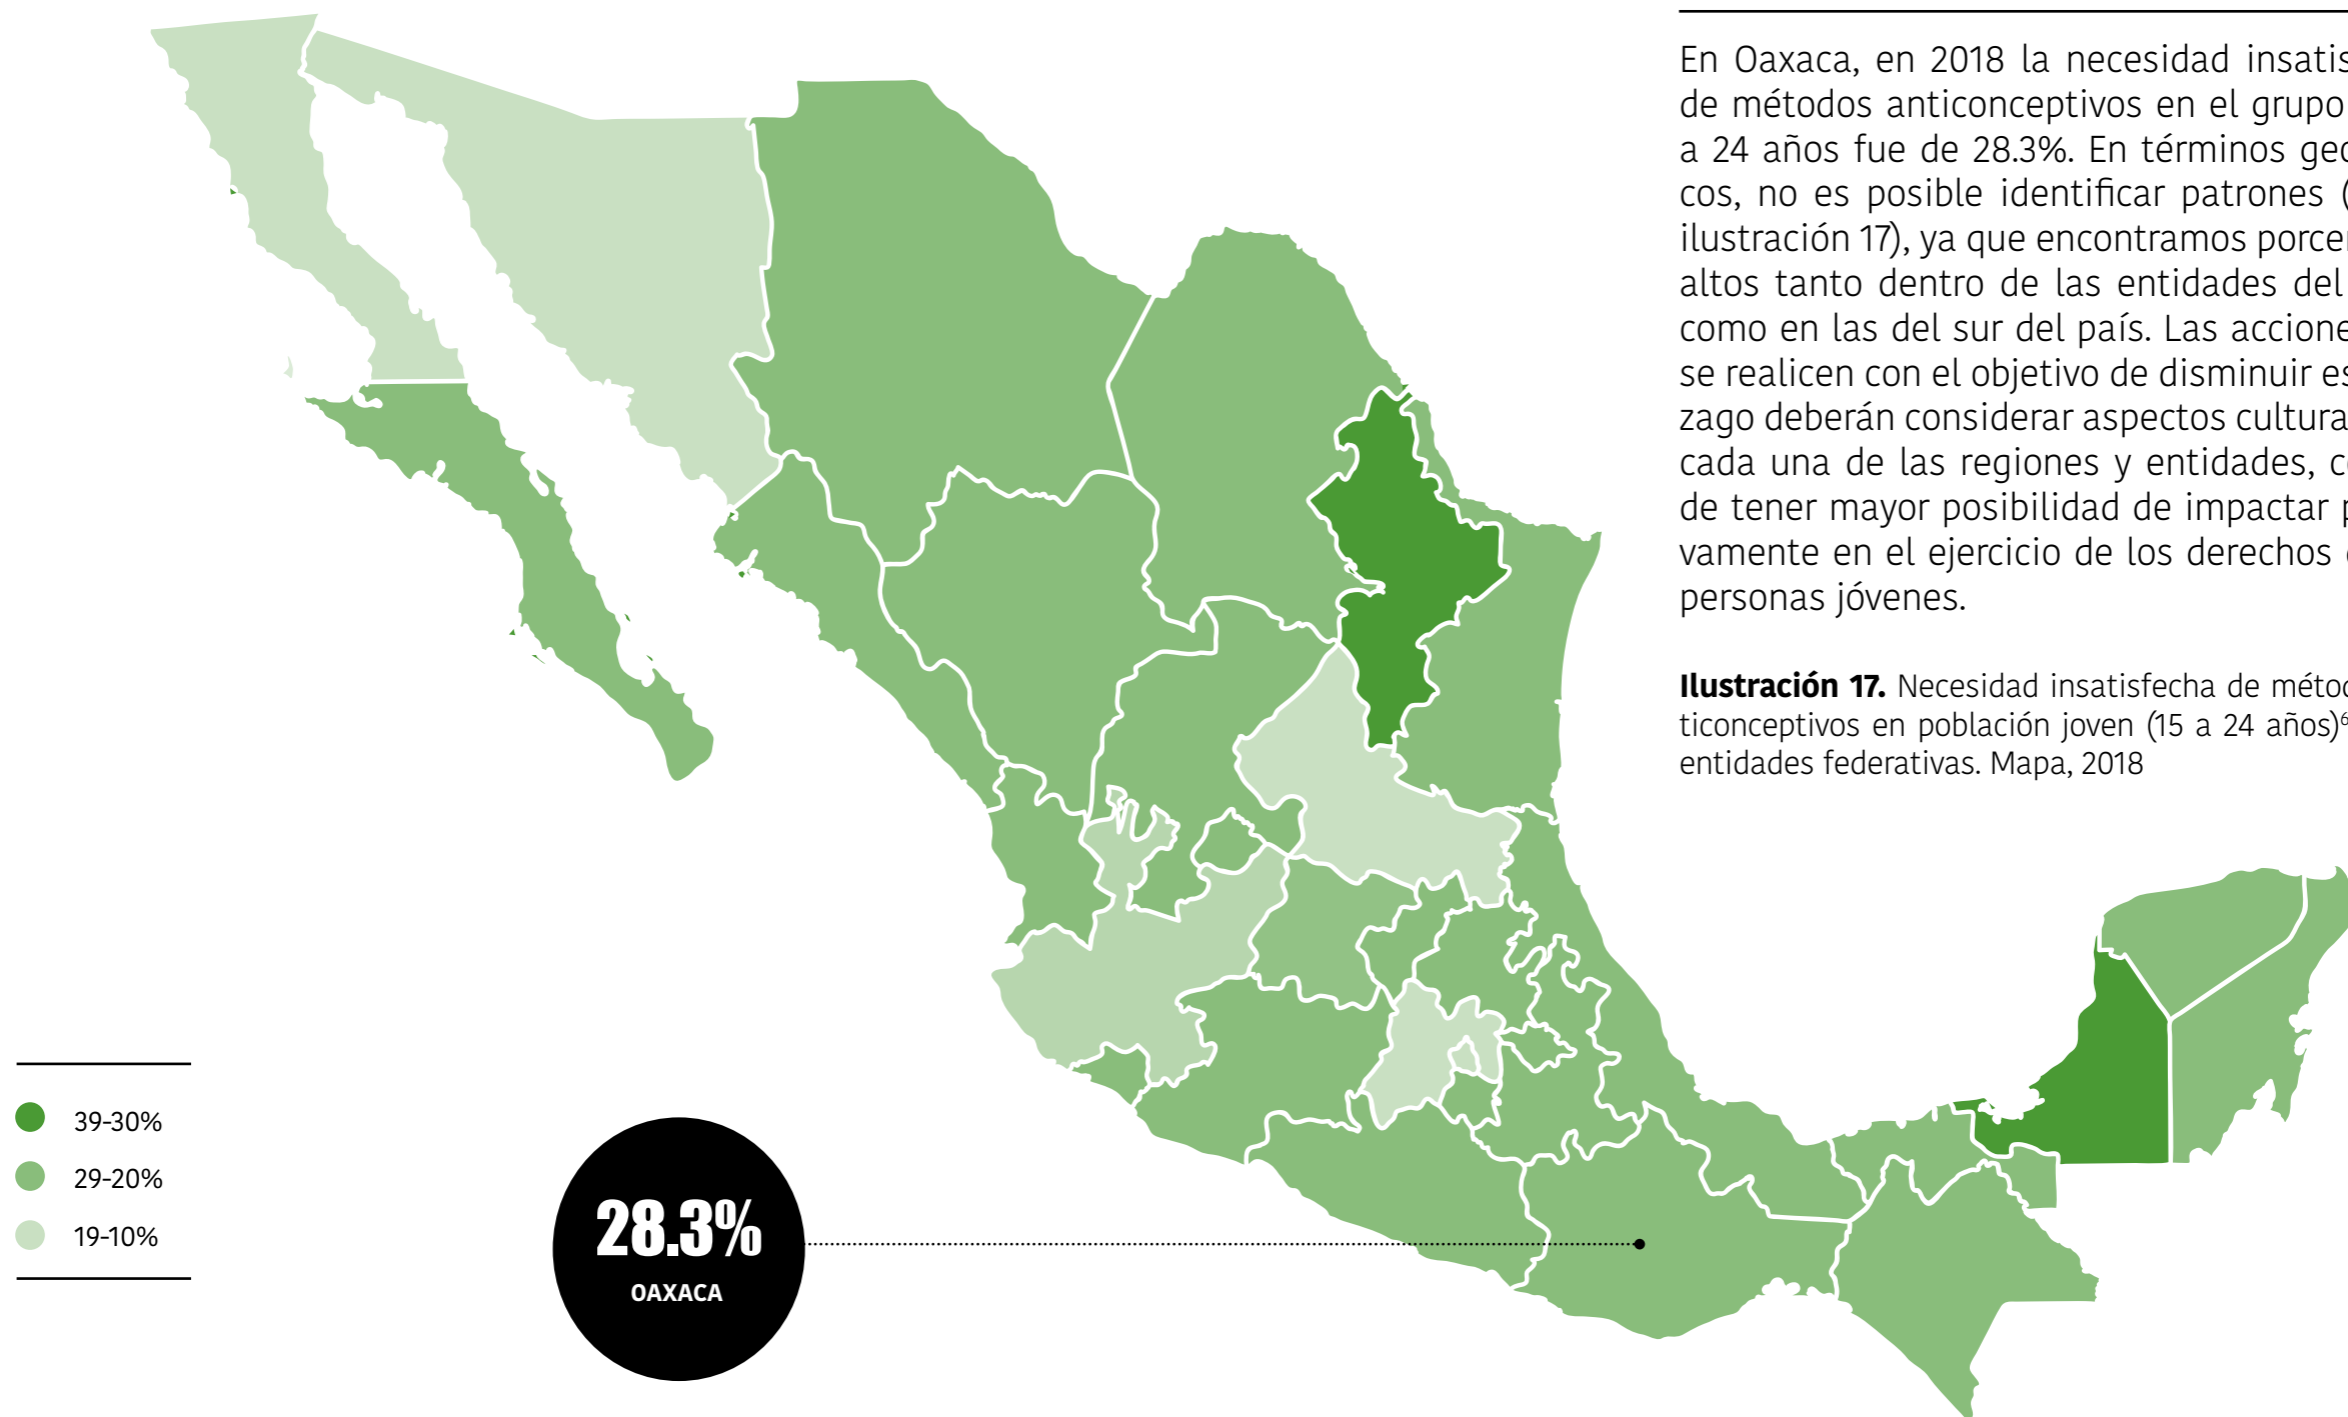 En Oaxaca, en 2018 la necesidad insatis
de métodos anticonceptivos en el grupo
a 24 años fue de 28.3%. En términos geo
cos, no es posible identificar patrones (
ilustración 17), ya que encontramos porcen
altos tanto dentro de las entidades del
como en las del sur del país. Las accione
se realicen con el objetivo de disminuir es
zago deberán considerar aspectos cultura
cada una de las regiones y entidades, co
de tener mayor posibilidad de impactar p
vamente en el ejercicio de los derechos
personas jóvenes.
Ilustración 17. Necesidad insatisfecha de métod
ticonceptivos en población joven (15 a 24 años)⁶
entidades federativas. Mapa, 2018
39-30%
29-20%
19-10%
28.3%
OAXACA